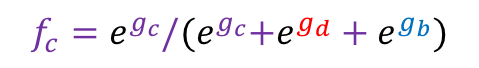 f_c = e^{g_c}/(e^{g_c}+e^{g_d} + e^{g_b})